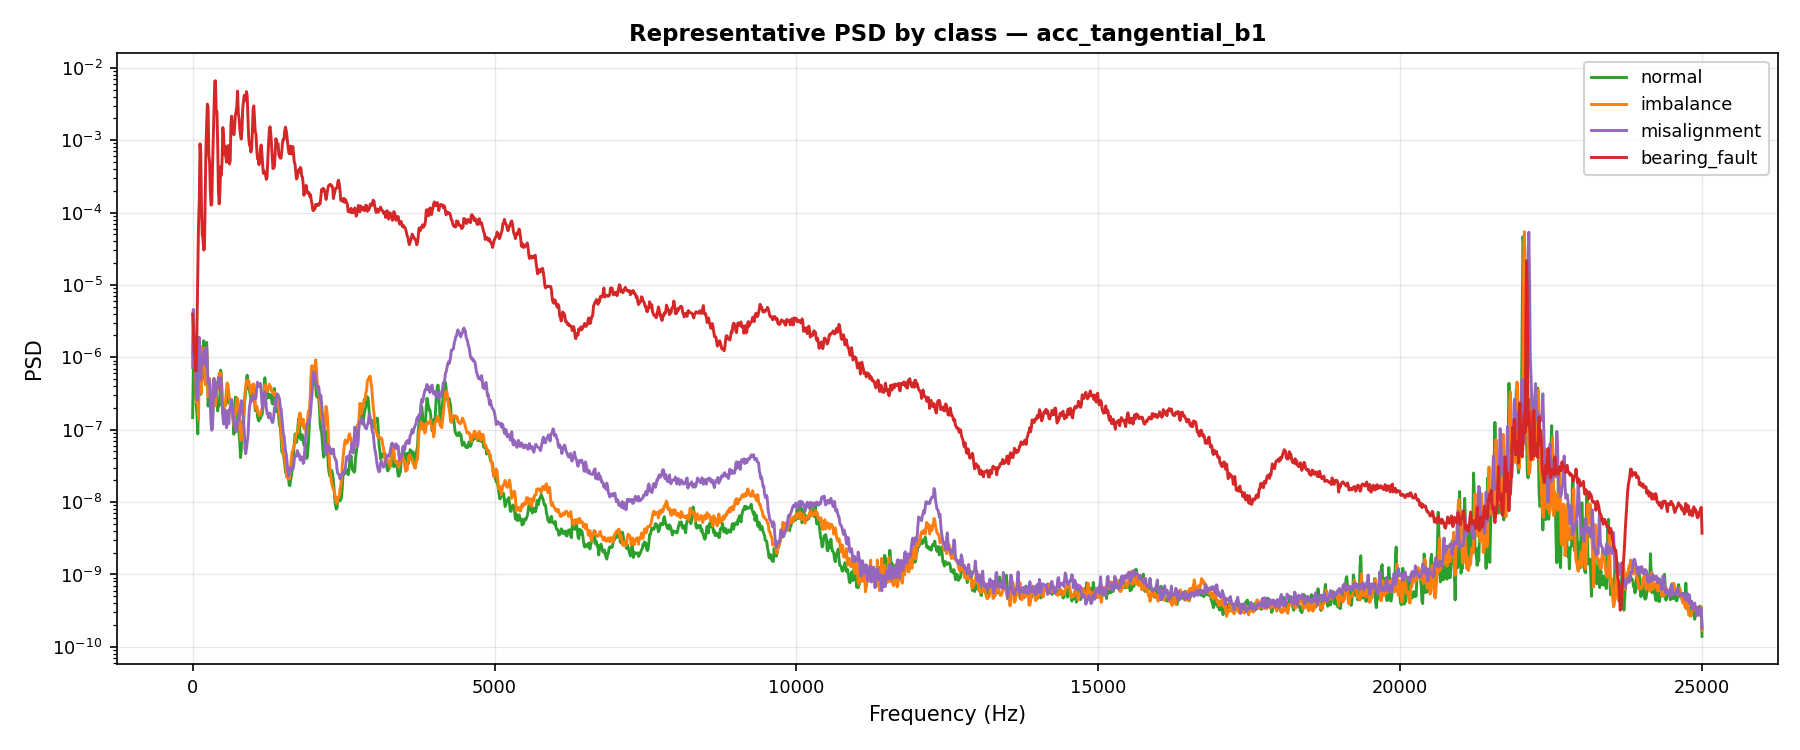 Representative PSD by class — acc_tangential_b1
normal
imbalance
misalignment
bearing_fault
PSD
10⁻²
10⁻³
10⁻⁴
10⁻⁵
10⁻⁶
10⁻⁷
10⁻⁸
10⁻⁹
10⁻¹⁰
0 5000 10000 15000 20000 25000
Frequency (Hz)